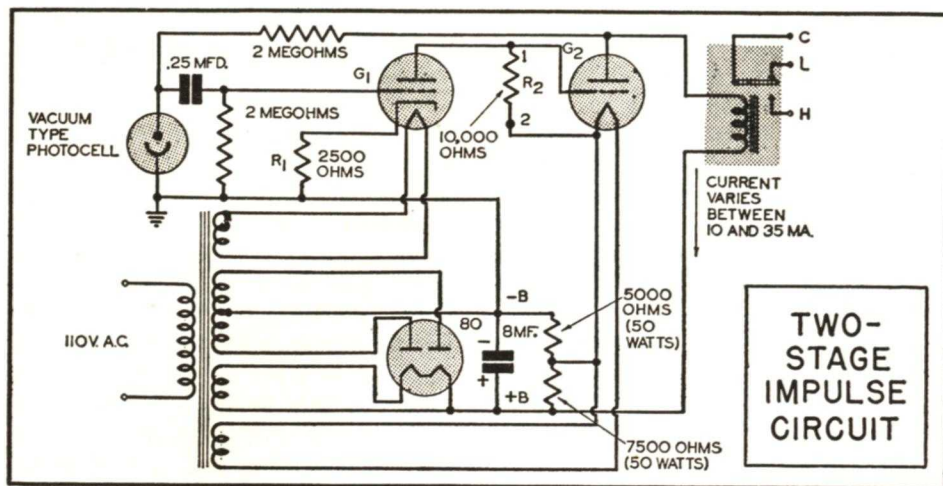 2 MEGOHMS
.25 MFD.
G1
1
G2
R2
C
L
H
VACUUM
TYPE
PHOTOCELL
2 MEGOHMS
R1
2500
OHMS
2
10,000
OHMS
CURRENT
VARIES
BETWEEN
10 AND 35 MA.
-B
5000
OHMS
(50
WATTS)
80
8MF.
-
+
+B
110V. A.C.
7500 OHMS
(50 WATTS)
TWO-
STAGE
IMPULSE
CIRCUIT